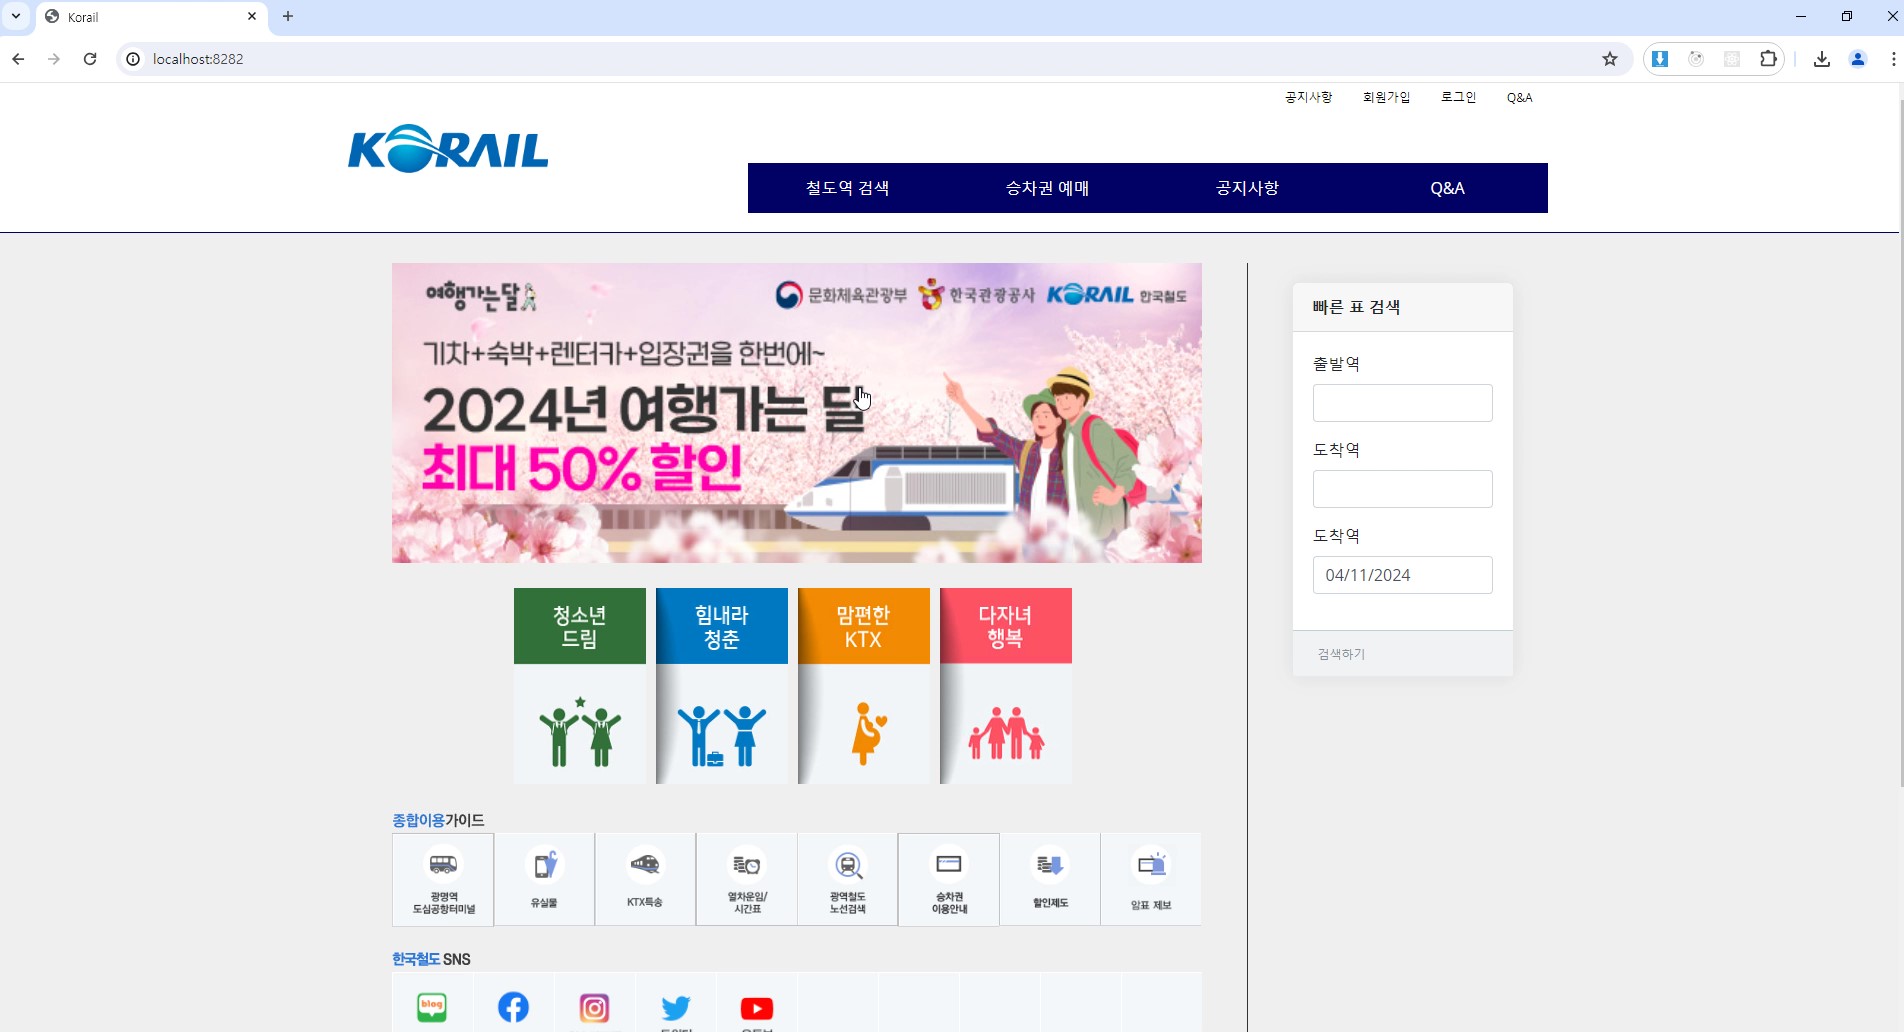 Korail
localhost:8282
공지사항 회원가입 로그인 Q&A
KORAIL
철도역 검색 승차권 예매 공지사항 Q&A
여행가는달 문화체육관광부 한국관광공사 KORAIL 한국철도
기차+숙박+렌터카+입장권을 한번에~
2024년 여행가는 달
최대 50% 할인
빠른 표 검색
출발역
도착역
도착역
04/11/2024
검색하기
청소년
드림
힘내라
청춘
맘편한
KTX
다자녀
행복
종합이용가이드
광명역
도심공항터미널
유실물
KTX특송
열차운임/
시간표
광역철도
노선검색
승차권
이용안내
할인제도
암표 제보
한국철도 SNS
blog